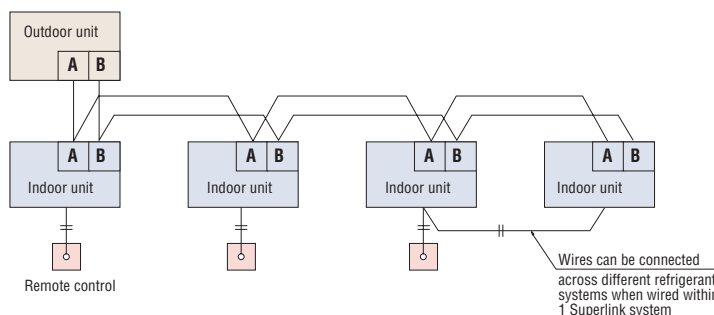 Outdoor unit
A B
A B
A B
A B
A B
Indoor unit
Indoor unit
Indoor unit
Indoor unit
Remote control
Wires can be connected
across different refrigerant
systems when wired within
1 Superlink system